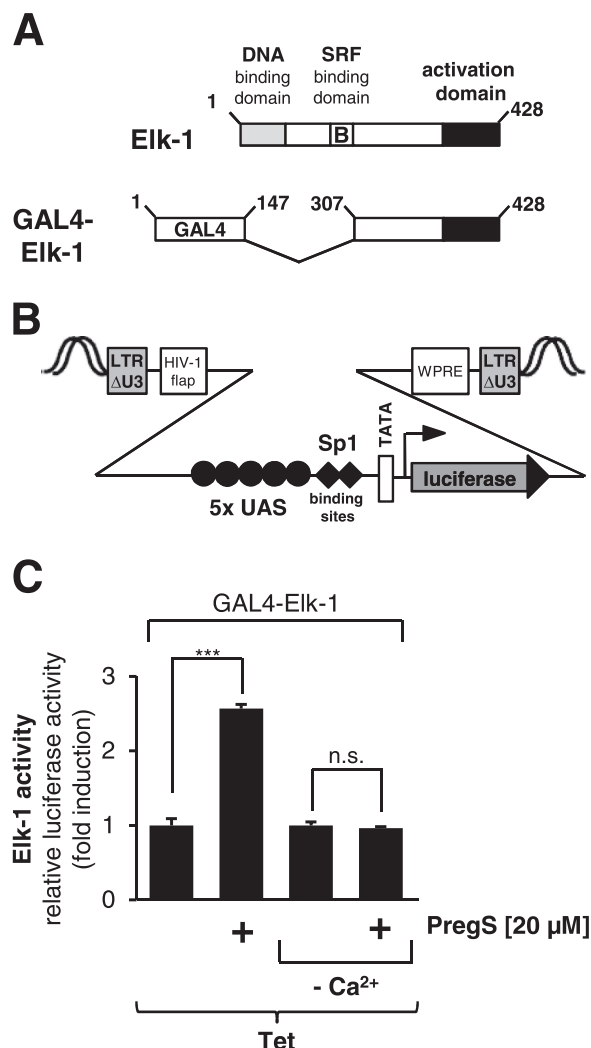 A
DNA
binding
domain
SRF
binding
domain
activation
domain
1
428
Elk-1
B
1
147
307
428
GAL4-
Elk-1
GAL4
B
LTR
ΔU3
HIV-1
flap
WPRE
LTR
ΔU3
Sp1
TATA
luciferase
5x UAS
binding
sites
C
GAL4-Elk-1
***
n.s.
Elk-1 activity
relative luciferase activity
(fold induction)
3
2
1
0
+
+
PregS [20 µM]
- Ca²⁺
Tet